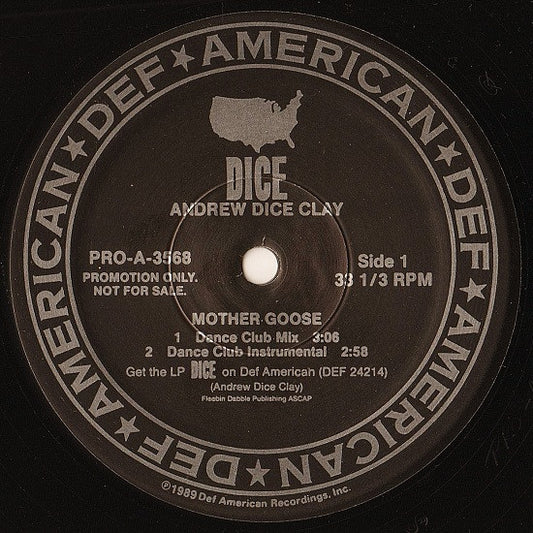 AMERICAN★DEF★AMERICAN★DEF★AMERICAN★DEF★AMERICAN★DEF★
DICE
ANDREW DICE CLAY
PRO-A-3568
PROMOTION ONLY.
NOT FOR SALE.
Side 1
33 1/3 RPM
MOTHER GOOSE
1 Dance Club Mix 3:06
2 Dance Club Instrumental 2:58
Get the LP DICE on Def American (DEF 24214)
(Andrew Dice Clay)
Fleabin Dabble Publishing ASCAP
℗1989 Def American Recordings, Inc.